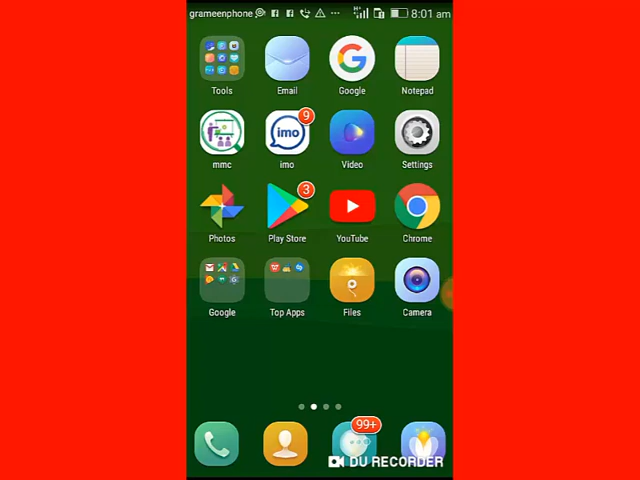 grameenphone 8:01 am
Tools Email Google Notepad
9
imo
mmc imo Video Settings
3
Photos Play Store YouTube Chrome
Google Top Apps Files Camera
99+
DU RECORDER